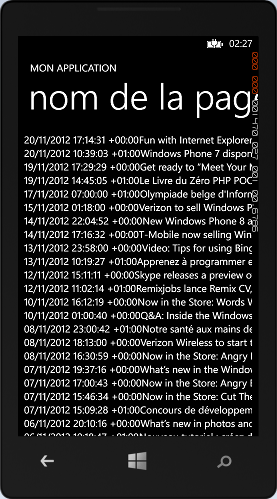 02:27
MON APPLICATION
nom de la pag
20/11/2012 17:14:31 +00:00Fun with Internet Explorer
20/11/2012 10:39:03 +01:00Windows Phone 7 dispon
19/11/2012 17:29:29 +00:00Get ready to "Meet Your M
19/11/2012 14:45:05 +01:00Le Livre du Zéro PHP POC
17/11/2012 07:00:00 +01:00Olympiade belge d'Inform
15/11/2012 01:18:00 +00:00Verizon to sell Windows P
14/11/2012 22:04:52 +00:00New Windows Phone 8 a
14/11/2012 17:16:32 +00:00T-Mobile now selling Win
13/11/2012 23:58:00 +00:00Video: Tips for using Bing
13/11/2012 10:19:27 +01:00Apprenez à programmer e
12/11/2012 15:11:11 +00:00Skype releases a preview o
12/11/2012 11:02:14 +01:00Remixjobs lance Remix CV,
10/11/2012 16:12:19 +00:00Now in the Store: Words W
10/11/2012 01:00:40 +00:00Q&A: Inside the Windows
08/11/2012 23:00:42 +01:00Notre santé aux mains de
08/11/2012 18:13:00 +00:00Verizon Wireless to start t
08/11/2012 16:30:59 +00:00Now in the Store: Angry B
07/11/2012 19:37:16 +00:00What's new in the Window
07/11/2012 17:00:43 +00:00Now in the Store: Angry B
07/11/2012 15:46:34 +00:00Now in the Store: Cut The
07/11/2012 15:09:28 +01:00Concours de développem
06/11/2012 20:10:16 +00:00What's new in photos and